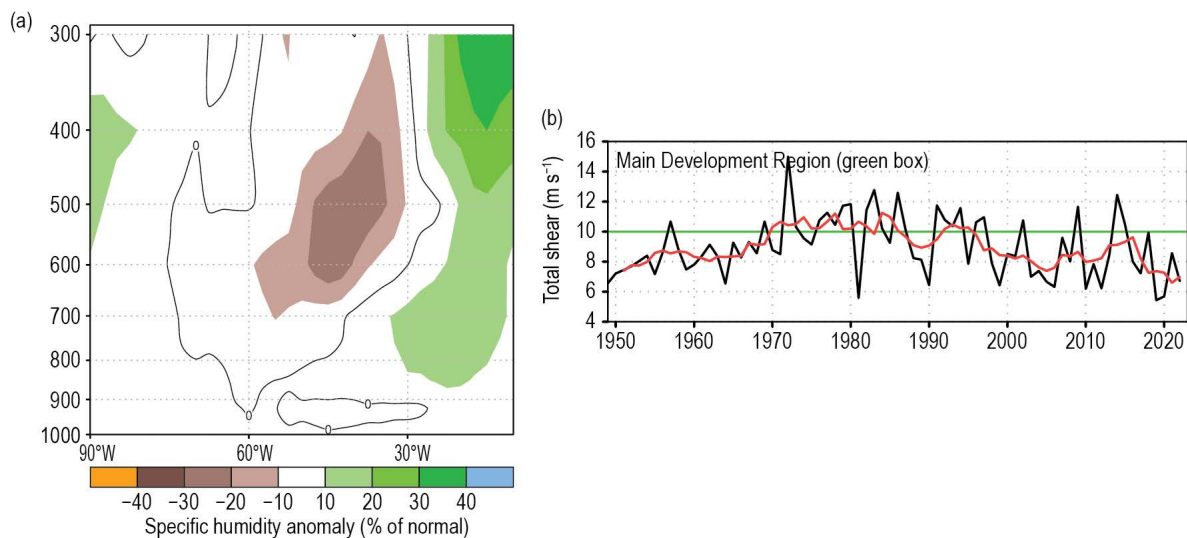 (a)
300
400
500
600
700
800
900
1000
0
0
0
0
90°W 60°W 30°W
−40 −30 −20 −10 10 20 30 40
Specific humidity anomaly (% of normal)
(b)
Main Development Region (green box)
Total shear (m s⁻¹)
16
14
12
10
8
6
4
1950 1960 1970 1980 1990 2000 2010 2020